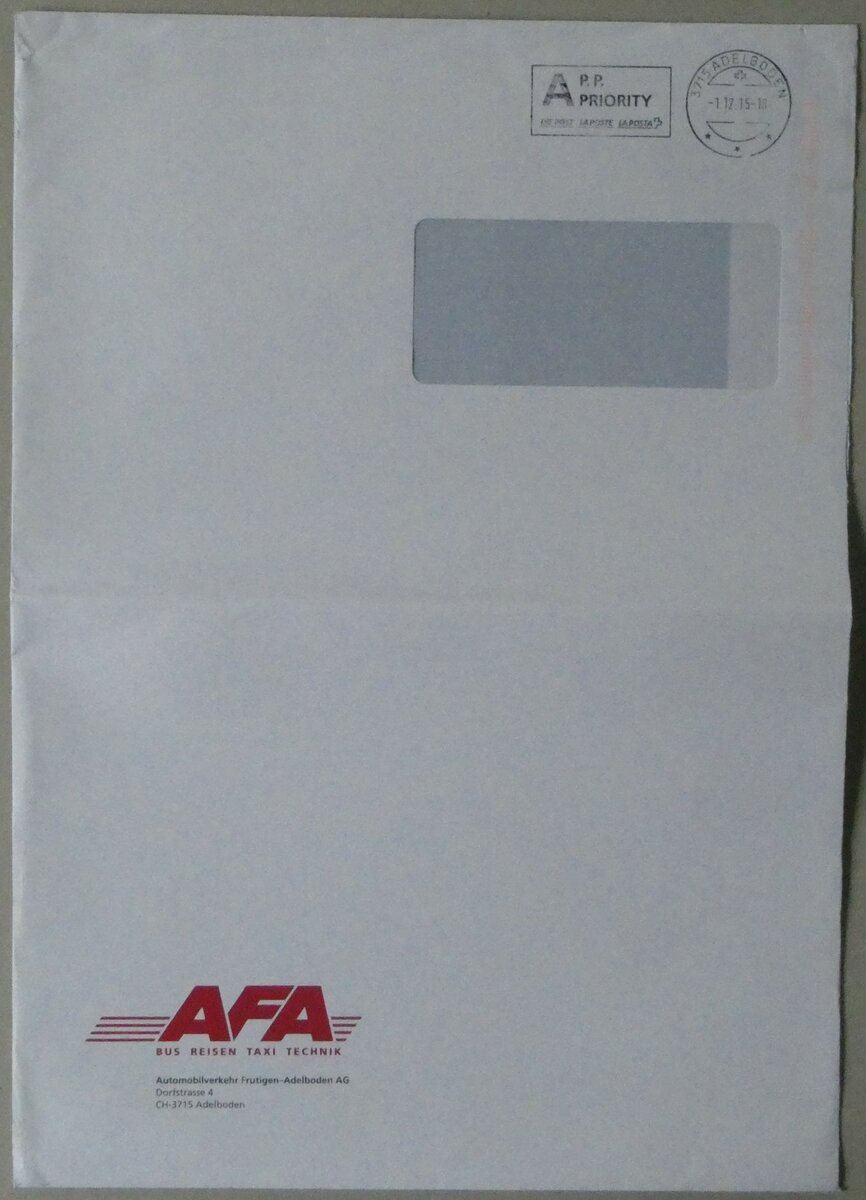 A P.P.
PRIORITY
DIE POST LA POSTE LA POSTA
3715 ADELBODEN
-1.12.15-18
AFA
BUS REISEN TAXI TECHNIK
Automobilverkehr Frutigen–Adelboden AG
Dorfstrasse 4
CH-3715 Adelboden